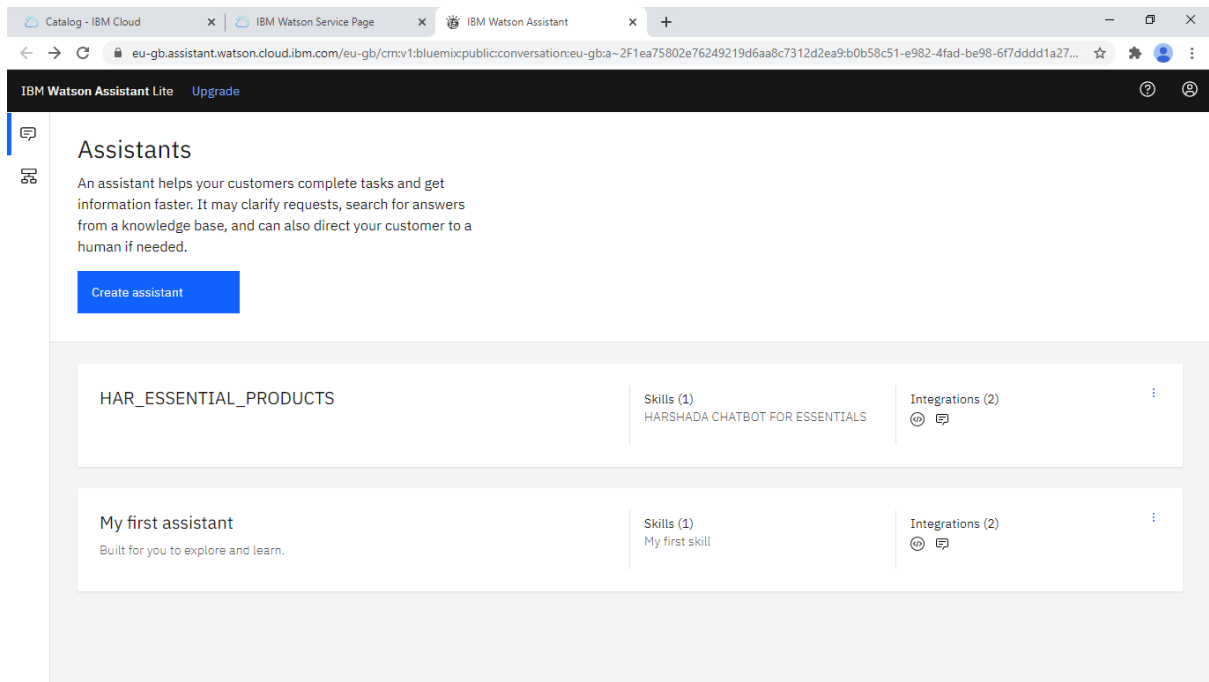 Catalog - IBM Cloud
IBM Watson Service Page
IBM Watson Assistant
eu-gb.assistant.watson.cloud.ibm.com/eu-gb/crn:v1:bluemix:public:conversation:eu-gb:a~2F1ea75802e76249219d6aa8c7312d2ea9:b0b58c51-e982-4fad-be98-6f7dddd1a27...
IBM Watson Assistant Lite Upgrade
Assistants
An assistant helps your customers complete tasks and get
information faster. It may clarify requests, search for answers
from a knowledge base, and can also direct your customer to a
human if needed.
Create assistant
HAR_ESSENTIAL_PRODUCTS
Skills (1)
HARSHADA CHATBOT FOR ESSENTIALS
Integrations (2)
My first assistant
Built for you to explore and learn.
Skills (1)
My first skill
Integrations (2)